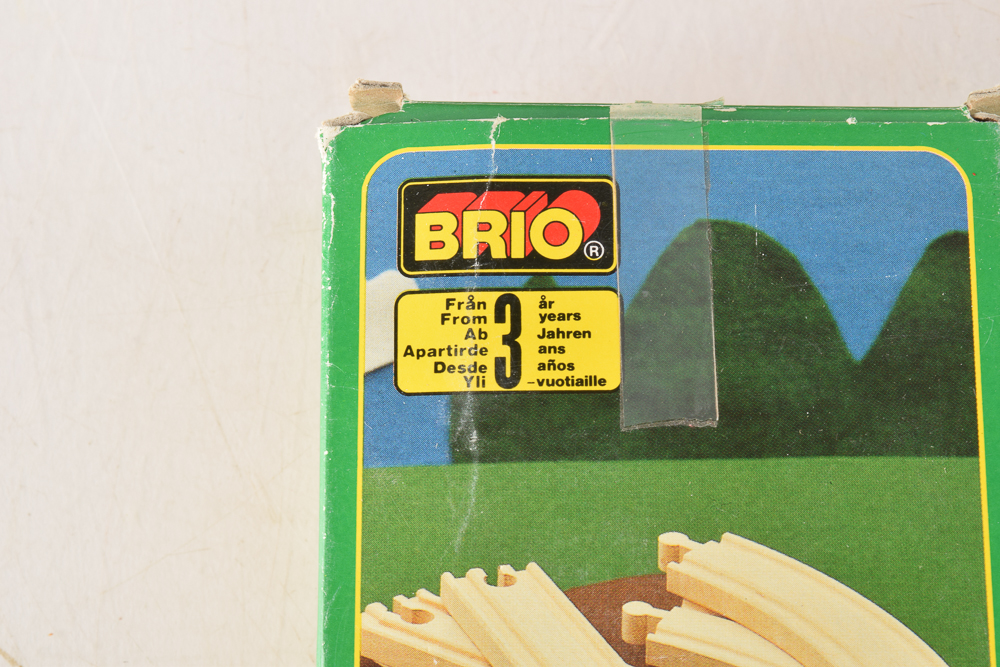 BRIO®
Från 3 år
From years
Ab Jahren
Apartirde ans
Desde años
Yli -vuotiaille